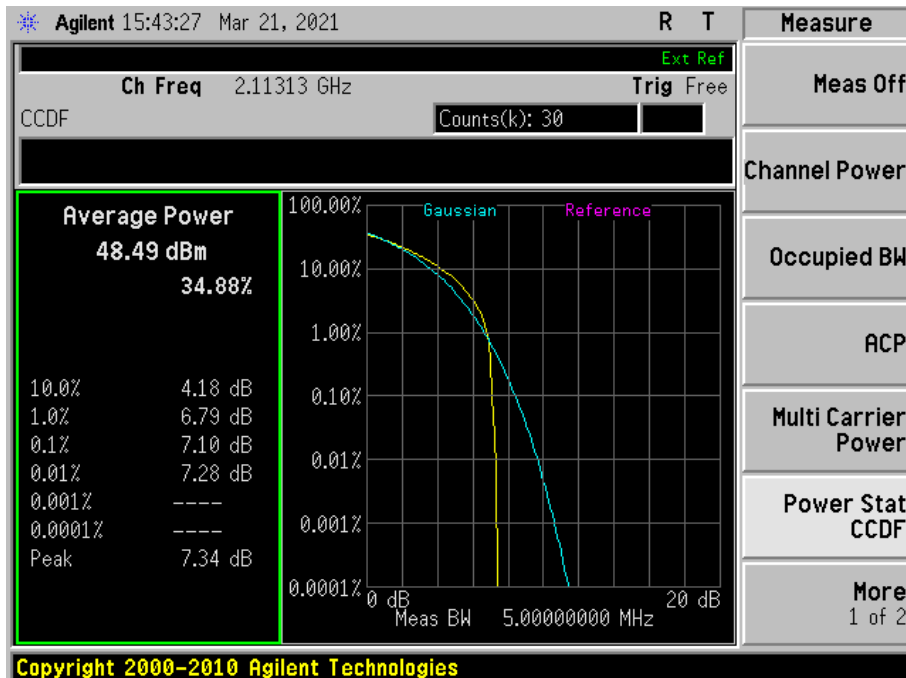 Agilent 15:43:27 Mar 21, 2021 R T
Measure
Ext Ref
Ch Freq 2.11313 GHz Trig Free
CCDF Counts(k): 30
Meas Off
Channel Power
Occupied BW
ACP
Multi Carrier
Power
Power Stat
CCDF
More
1 of 2
Average Power
48.49 dBm
34.88%
10.0% 4.18 dB
1.0% 6.79 dB
0.1% 7.10 dB
0.01% 7.28 dB
0.001% ----
0.0001% ----
Peak 7.34 dB
Gaussian Reference
100.00%
10.00%
1.00%
0.10%
0.01%
0.001%
0.0001%
0 dB 20 dB
Meas BW 5.00000000 MHz
Copyright 2000-2010 Agilent Technologies